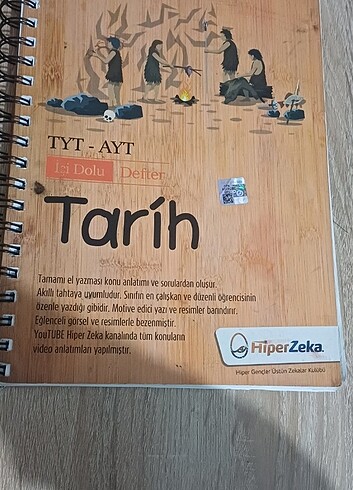 TYT - AYT
İçi Dolu Defter
Tarih
Tamamı el yazması konu anlatımı ve sorulardan oluşur.
Akıllı tahtaya uyumludur. Sınıfın en çalışkan ve düzenli öğrencisinin
özenle yazdığı gibidir. Motive edici yazı ve resimler barındırır.
Eğlenceli görsel ve resimlerle bezenmiştir.
YouTUBE Hiper Zeka kanalında tüm konuların
video anlatımları yapılmıştır.
HiperZeka.
Hiper Gençler Üstün Zekalar Kulübü